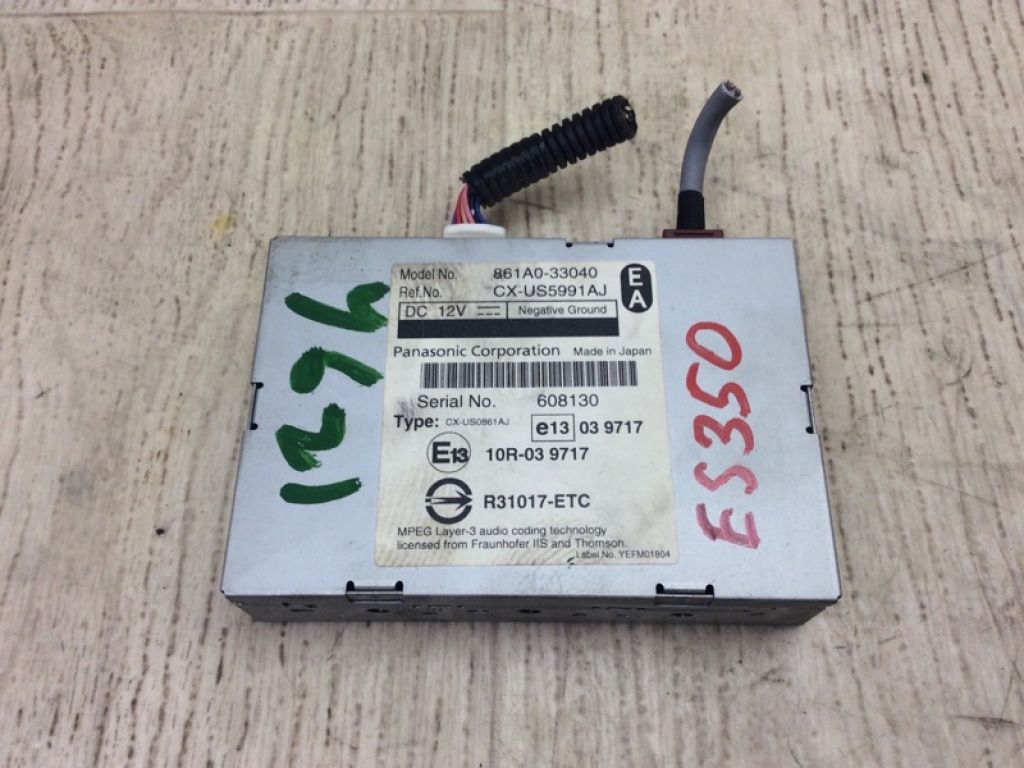 Model No. 861A0-33040
Ref.No. CX-US5991AJ
E
A
DC 12V Negative Ground
Panasonic Corporation Made in Japan
Serial No. 608130
Type: CX-US0861AJ e13 03 9717
E13 10R-03 9717
R31017-ETC
MPEG Layer-3 audio coding technology
licensed from Fraunhofer IIS and Thomson.
Label No. YEFM01804
ES350